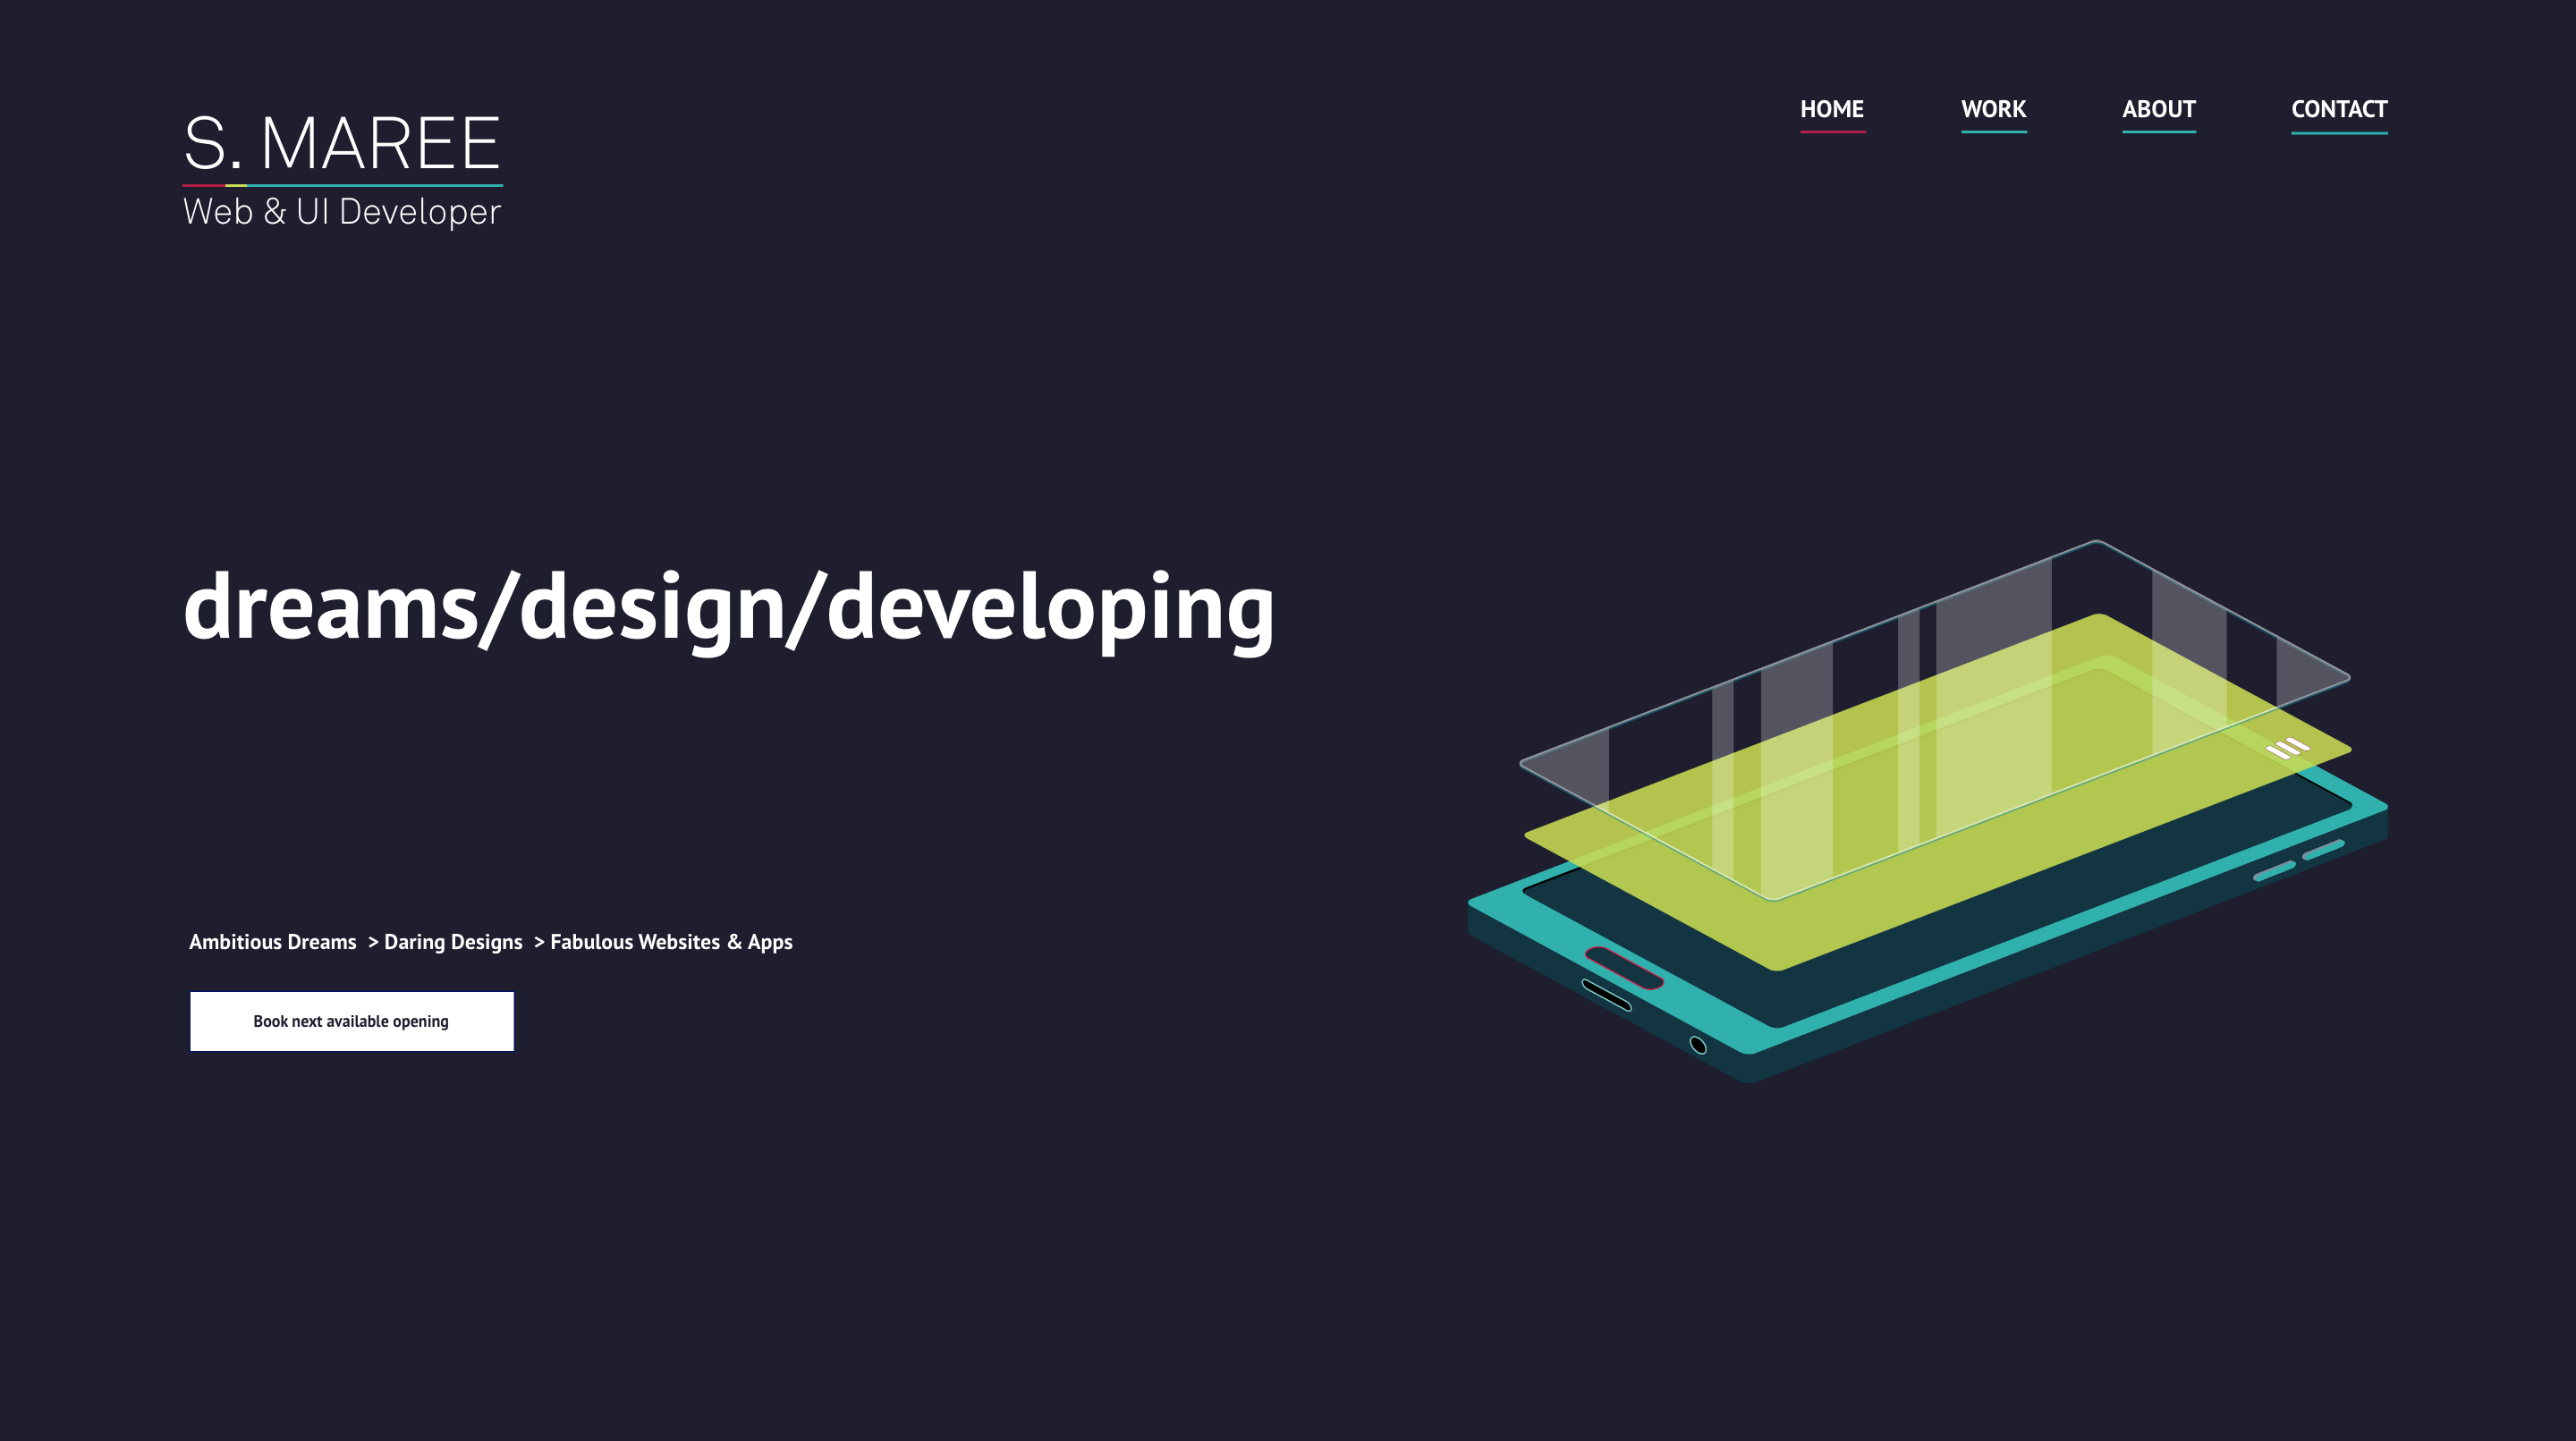 S. MAREE
Web & UI Developer
HOME WORK ABOUT CONTACT
dreams/design/developing
Ambitious Dreams > Daring Designs > Fabulous Websites & Apps
Book next available opening